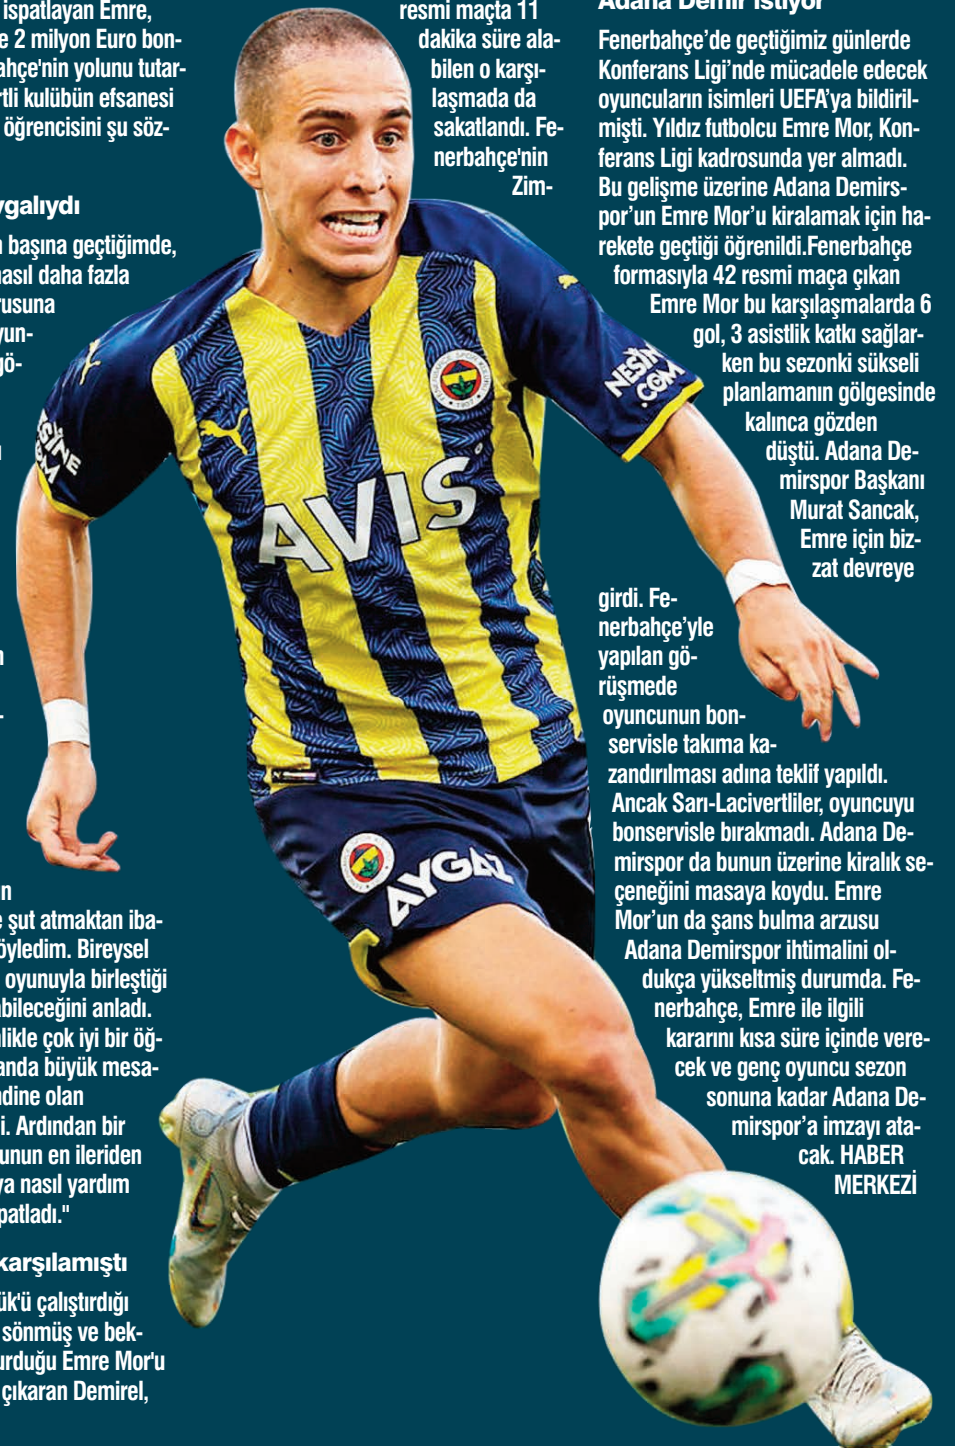 ispatlayan Emre,
e 2 milyon Euro bon-
ahçe'nin yolunu tutar-
rtli kulübün efsanesi
öğrencisini şu söz-
ygalıydı
n başına geçtiğimde,
nasıl daha fazla
rusuna
yun-
gö-
n
e şut atmaktan iba-
öyledim. Bireysel
oyunuyla birleştiği
abileceğini anladı.
nlikle çok iyi bir öğ-
anda büyük mesa-
ndine olan
i. Ardından bir
unun en ileriden
ya nasıl yardım
patladı."
karşılamıştı
ük'ü çalıştırdığı
sönmüş ve bek-
urduğu Emre Mor'u
çıkaran Demirel,
resmi maçta 11
dakika süre ala-
bilen o karşı-
laşmada da
sakatlandı. Fe-
nerbahçe'nin
Zim-
Adana Demir istiyor
Fenerbahçe’de geçtiğimiz günlerde
Konferans Ligi’nde mücadele edecek
oyuncuların isimleri UEFA’ya bildiril-
mişti. Yıldız futbolcu Emre Mor, Kon-
ferans Ligi kadrosunda yer almadı.
Bu gelişme üzerine Adana Demirs-
por’un Emre Mor’u kiralamak için ha-
rekete geçtiği öğrenildi.Fenerbahçe
formasıyla 42 resmi maça çıkan
Emre Mor bu karşılaşmalarda 6
gol, 3 asistlik katkı sağlar-
ken bu sezonki sükseli
planlamanın gölgesinde
kalınca gözden
düştü. Adana De-
mirspor Başkanı
Murat Sancak,
Emre için biz-
zat devreye
girdi. Fe-
nerbahçe’yle
yapılan gö-
rüşmede
oyuncunun bon-
servisle takıma ka-
zandırılması adına teklif yapıldı.
Ancak Sarı-Lacivertliler, oyuncuyu
bonservisle bırakmadı. Adana De-
mirspor da bunun üzerine kiralık se-
çeneğini masaya koydu. Emre
Mor’un da şans bulma arzusu
Adana Demirspor ihtimalini ol-
dukça yükseltmiş durumda. Fe-
nerbahçe, Emre ile ilgili
kararını kısa süre içinde vere-
cek ve genç oyuncu sezon
sonuna kadar Adana De-
mirspor’a imzayı ata-
cak. HABER
MERKEZİ
NESİN
.COM
SİNE
OM
AVIS
AYGAZ